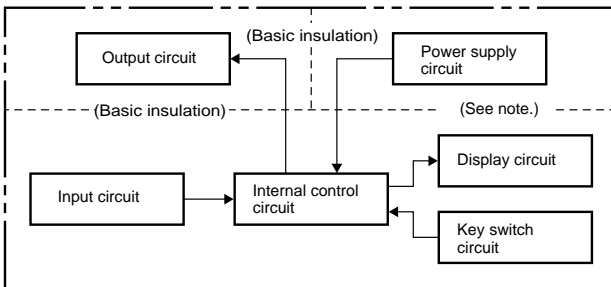 (Basic insulation)
Output circuit
Power supply
circuit
(Basic insulation)
(See note.)
Display circuit
Input circuit
Internal control
circuit
Key switch
circuit